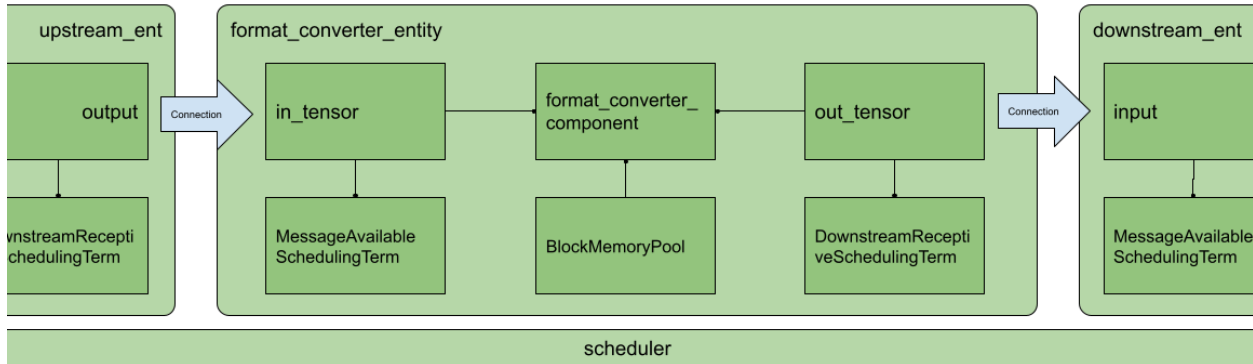 upstream_ent
format_converter_entity
downstream_ent
output
Connection
in_tensor
format_converter_
component
out_tensor
Connection
input
wnstreamRecepti
chedulingTerm
MessageAvailable
SchedulingTerm
BlockMemoryPool
DownstreamRecepti
veSchedulingTerm
MessageAvailable
SchedulingTerm
scheduler